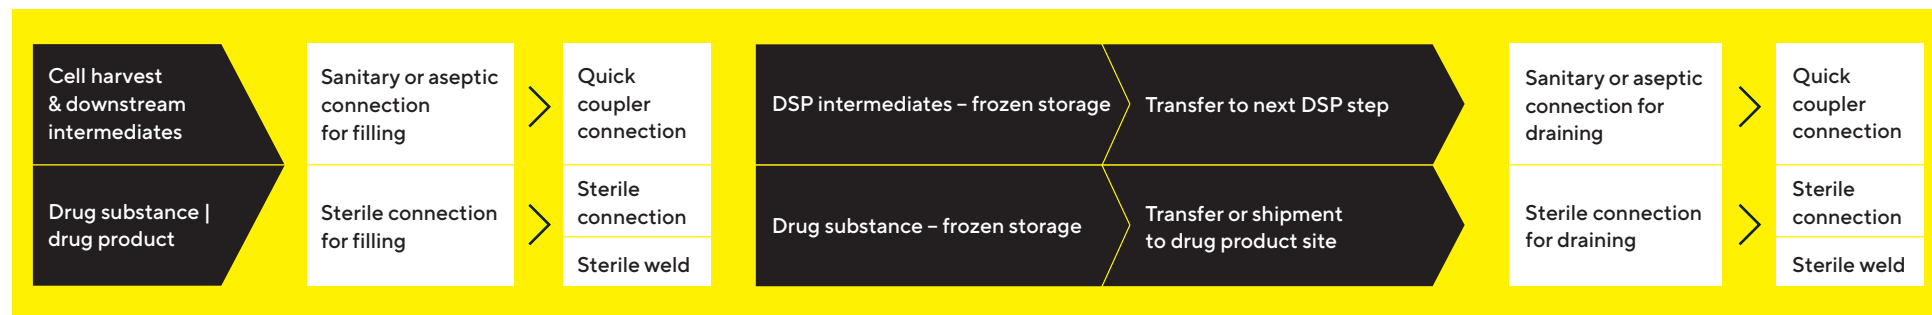 Cell harvest
& downstream
intermediates
Sanitary or aseptic
connection
for filling
Quick
coupler
connection
DSP intermediates – frozen storage
Transfer to next DSP step
Sanitary or aseptic
connection for
draining
Quick
coupler
connection
Drug substance |
drug product
Sterile connection
for filling
Sterile
connection
Sterile weld
Drug substance – frozen storage
Transfer or shipment
to drug product site
Sterile connection
for draining
Sterile
connection
Sterile weld